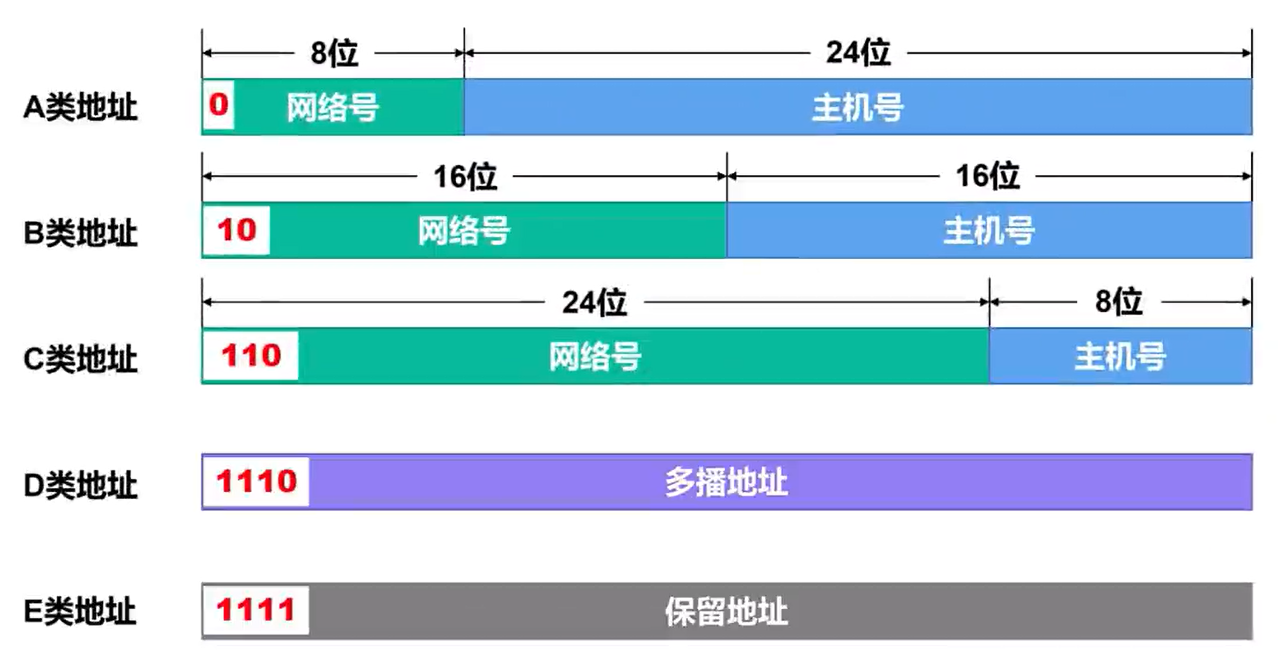 8位 24位
A类地址 0 网络号 主机号
16位 16位
B类地址 10 网络号 主机号
24位 8位
C类地址 110 网络号 主机号
D类地址 1110 多播地址
E类地址 1111 保留地址